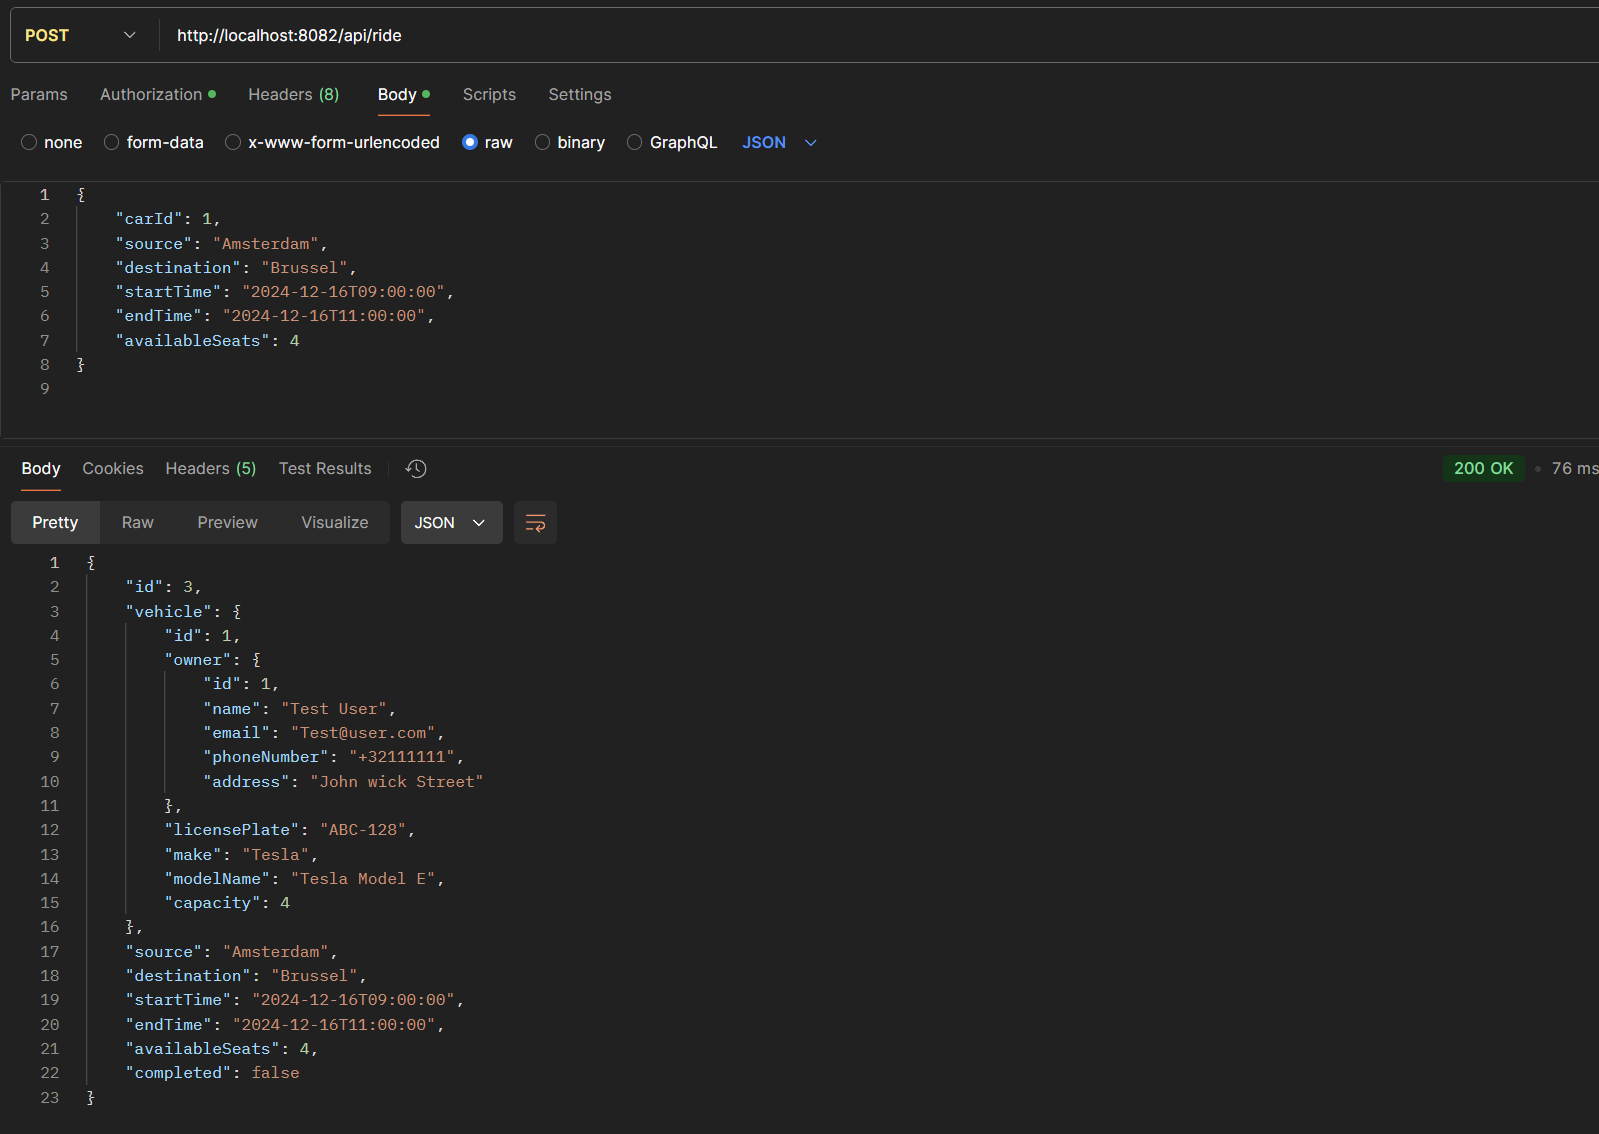 POST http://localhost:8082/api/ride
Params Authorization Headers (8) Body Scripts Settings
none form-data x-www-form-urlencoded raw binary GraphQL JSON
1 {
2 "carId": 1,
3 "source": "Amsterdam",
4 "destination": "Brussel",
5 "startTime": "2024-12-16T09:00:00",
6 "endTime": "2024-12-16T11:00:00",
7 "availableSeats": 4
8 }
9
Body Cookies Headers (5) Test Results 200 OK 76 ms
Pretty Raw Preview Visualize JSON
1 {
2 "id": 3,
3 "vehicle": {
4 "id": 1,
5 "owner": {
6 "id": 1,
7 "name": "Test User",
8 "email": "Test@user.com",
9 "phoneNumber": "+32111111",
10 "address": "John wick Street"
11 },
12 "licensePlate": "ABC-128",
13 "make": "Tesla",
14 "modelName": "Tesla Model E",
15 "capacity": 4
16 },
17 "source": "Amsterdam",
18 "destination": "Brussel",
19 "startTime": "2024-12-16T09:00:00",
20 "endTime": "2024-12-16T11:00:00",
21 "availableSeats": 4,
22 "completed": false
23 }